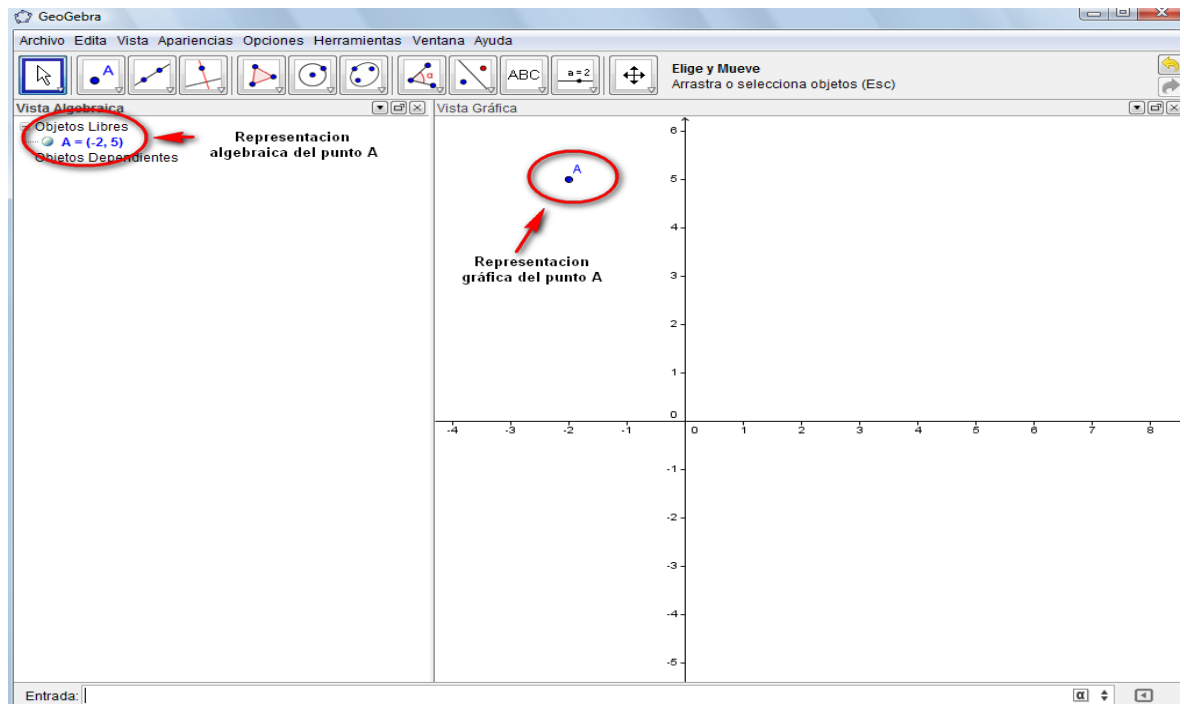 GeoGebra
Archivo Edita Vista Apariencias Opciones Herramientas Ventana Ayuda
A
α
ABC
a=2
Elige y Mueve
Arrastra o selecciona objetos (Esc)
Vista Algebraica
Vista Gráfica
Objetos Libres
A = (-2, 5)
Objetos Dependientes
Representacion
algebraica del punto A
A
Representacion
gráfica del punto A
6
5
4
3
2
1
0
-4 -3 -2 -1 0 1 2 3 4 5 6 7 8
-1
-2
-3
-4
-5
Entrada:
α